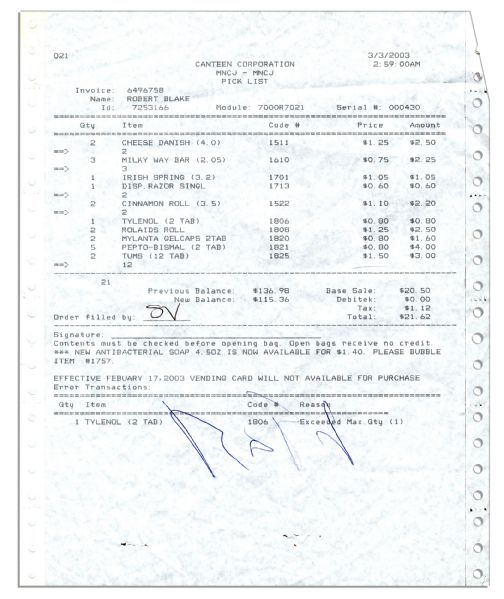 021 3/3/2003
CANTEEN CORPORATION 2:59:00AM
MNCJ - MNCJ
PICK LIST
Invoice: 6496758
Name: ROBERT BLAKE
Id: 7253166 Module: 7000R7021 Serial #: 000430
Qty Item Code # Price Amount
2 CHEESE DANISH (4.0) 1511 $1.25 $2.50
==> 2
3 MILKY WAY BAR (2.05) 1610 $0.75 $2.25
==> 3
1 IRISH SPRING (3.2) 1701 $1.05 $1.05
1 DISP.RAZOR SINGL 1713 $0.60 $0.60
==> 2
2 CINNAMON ROLL (3.5) 1522 $1.10 $2.20
==> 2
1 TYLENOL (2 TAB) 1806 $0.80 $0.80
2 ROLAIDS ROLL 1808 $1.25 $2.50
2 MYLANTA GELCAPS 2TAB 1820 $0.80 $1.60
5 PEPTO-BISMAL (2 TAB) 1821 $0.80 $4.00
2 TUMS (12 TAB) 1825 $1.50 $3.00
==> 12
21
Previous Balance: $136.98 Base Sale: $20.50
New Balance: $115.36 Debitek: $0.00
Tax: $1.12
Order filled by: Total: $21.62
Signature:
Contents must be checked before opening bag. Open bags receive no credit.
*** NEW ANTIBACTERIAL SOAP 4.5OZ IS NOW AVAILABLE FOR $1.40. PLEASE BUBBLE
ITEM #1757.
EFFECTIVE FEBUARY 17,2003 VENDING CARD WILL NOT AVAILABLE FOR PURCHASE
Error Transactions:
Qty Item Code # Reason
1 TYLENOL (2 TAB) 1806 Exceeded Max Qty (1)